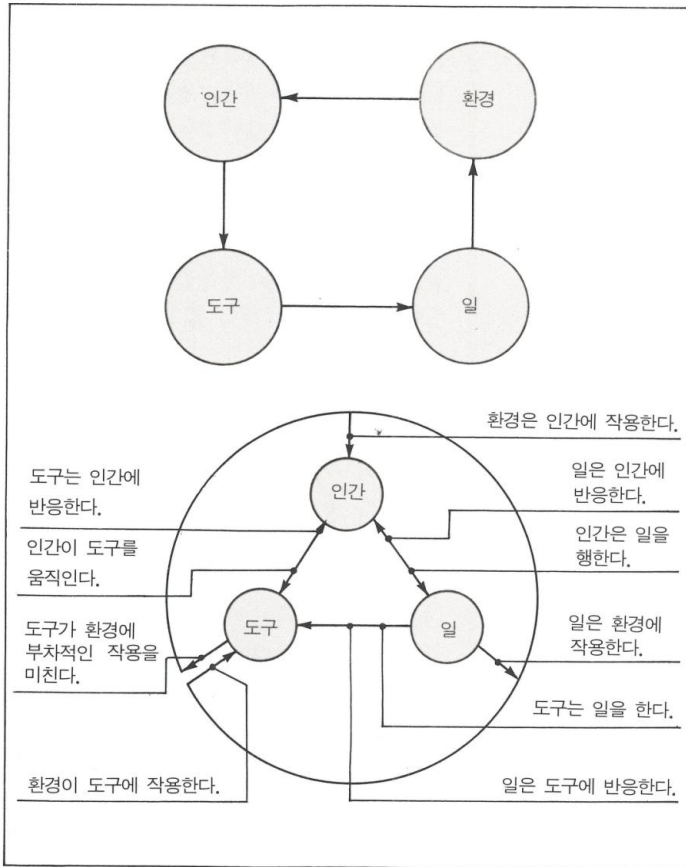 인간
환경
도구
일
환경은 인간에 작용한다.
도구는 인간에
반응한다.
인간
일은 인간에
반응한다.
인간이 도구를
움직인다.
인간은 일을
행한다.
도구가 환경에
부차적인 작용을
미친다.
도구
일
일은 환경에
작용한다.
도구는 일을 한다.
환경이 도구에 작용한다.
일은 도구에 반응한다.